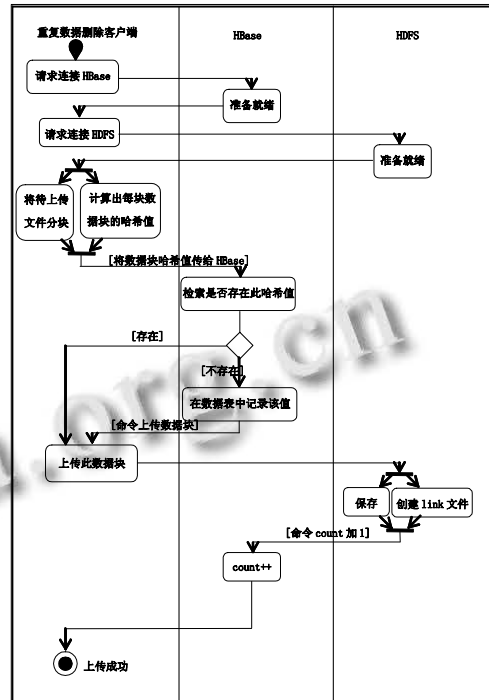 重复数据删除客户端
HBase
HDFS
请求连接 HBase
准备就绪
请求连接 HDFS
准备就绪
将待上传
文件分块
计算出每块数
据块的哈希值
[将数据块哈希值传给 HBase]
检索是否存在此哈希值
[存在]
[不存在]
在数据表中记录该值
[命令上传数据块]
上传此数据块
保存
创建 link 文件
[命令 count 加 1]
count++
上传成功
.org.cn